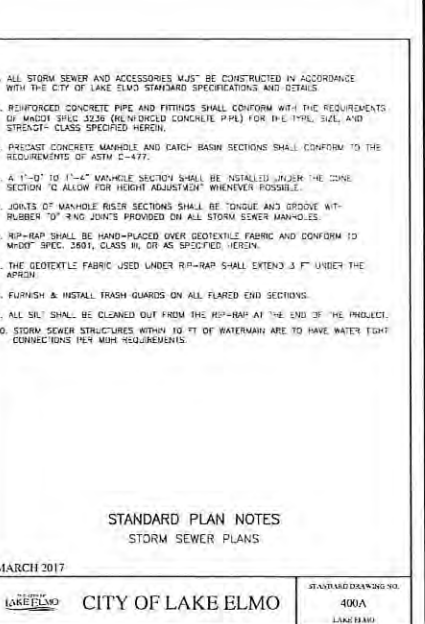 . ALL STORM SEWER AND ACCESSORIES MUST BE CONSTRUCTED IN ACCORDANCE
WITH THE CITY OF LAKE ELMO STANDARD SPECIFICATIONS AND DETAILS.
. REINFORCED CONCRETE PIPE AND FITTINGS SHALL CONFORM WITH THE REQUIREMENTS
OF MnDOT SPEC 3236 (REINFORCED CONCRETE PIPE) FOR THE TYPE, SIZE, AND
STRENGTH CLASS SPECIFIED HEREIN.
. PRECAST CONCRETE MANHOLE AND CATCH BASIN SECTIONS SHALL CONFORM TO THE
REQUIREMENTS OF ASTM C-477.
. A 1'-0" TO 1'-4" MANHOLE SECTION SHALL BE INSTALLED UNDER THE CONE
SECTION TO ALLOW FOR HEIGHT ADJUSTMENT WHENEVER POSSIBLE.
. JOINTS OF MANHOLE RISER SECTIONS SHALL BE TONGUE AND GROOVE WITH
RUBBER "O" RING JOINTS PROVIDED ON ALL STORM SEWER MANHOLES.
. RIP-RAP SHALL BE HAND-PLACED OVER GEOTEXTILE FABRIC AND CONFORM TO
MnDOT SPEC. 3601, CLASS III, OR AS SPECIFIED HEREIN.
. THE GEOTEXTILE FABRIC USED UNDER RIP-RAP SHALL EXTEND 3 FT UNDER THE
APRON.
. FURNISH & INSTALL TRASH GUARDS ON ALL FLARED END SECTIONS.
. ALL SILT SHALL BE CLEANED OUT FROM THE RIP-RAP AT THE END OF THE PROJECT.
0. STORM SEWER STRUCTURES WITHIN 10 FT OF WATERMAIN ARE TO HAVE WATER TIGHT
CONNECTIONS PER MDH REQUIREMENTS.
STANDARD PLAN NOTES
STORM SEWER PLANS
MARCH 2017
LAKE ELMO
CITY OF LAKE ELMO
STANDARD DRAWING NO.
400A
LAKE ELMO